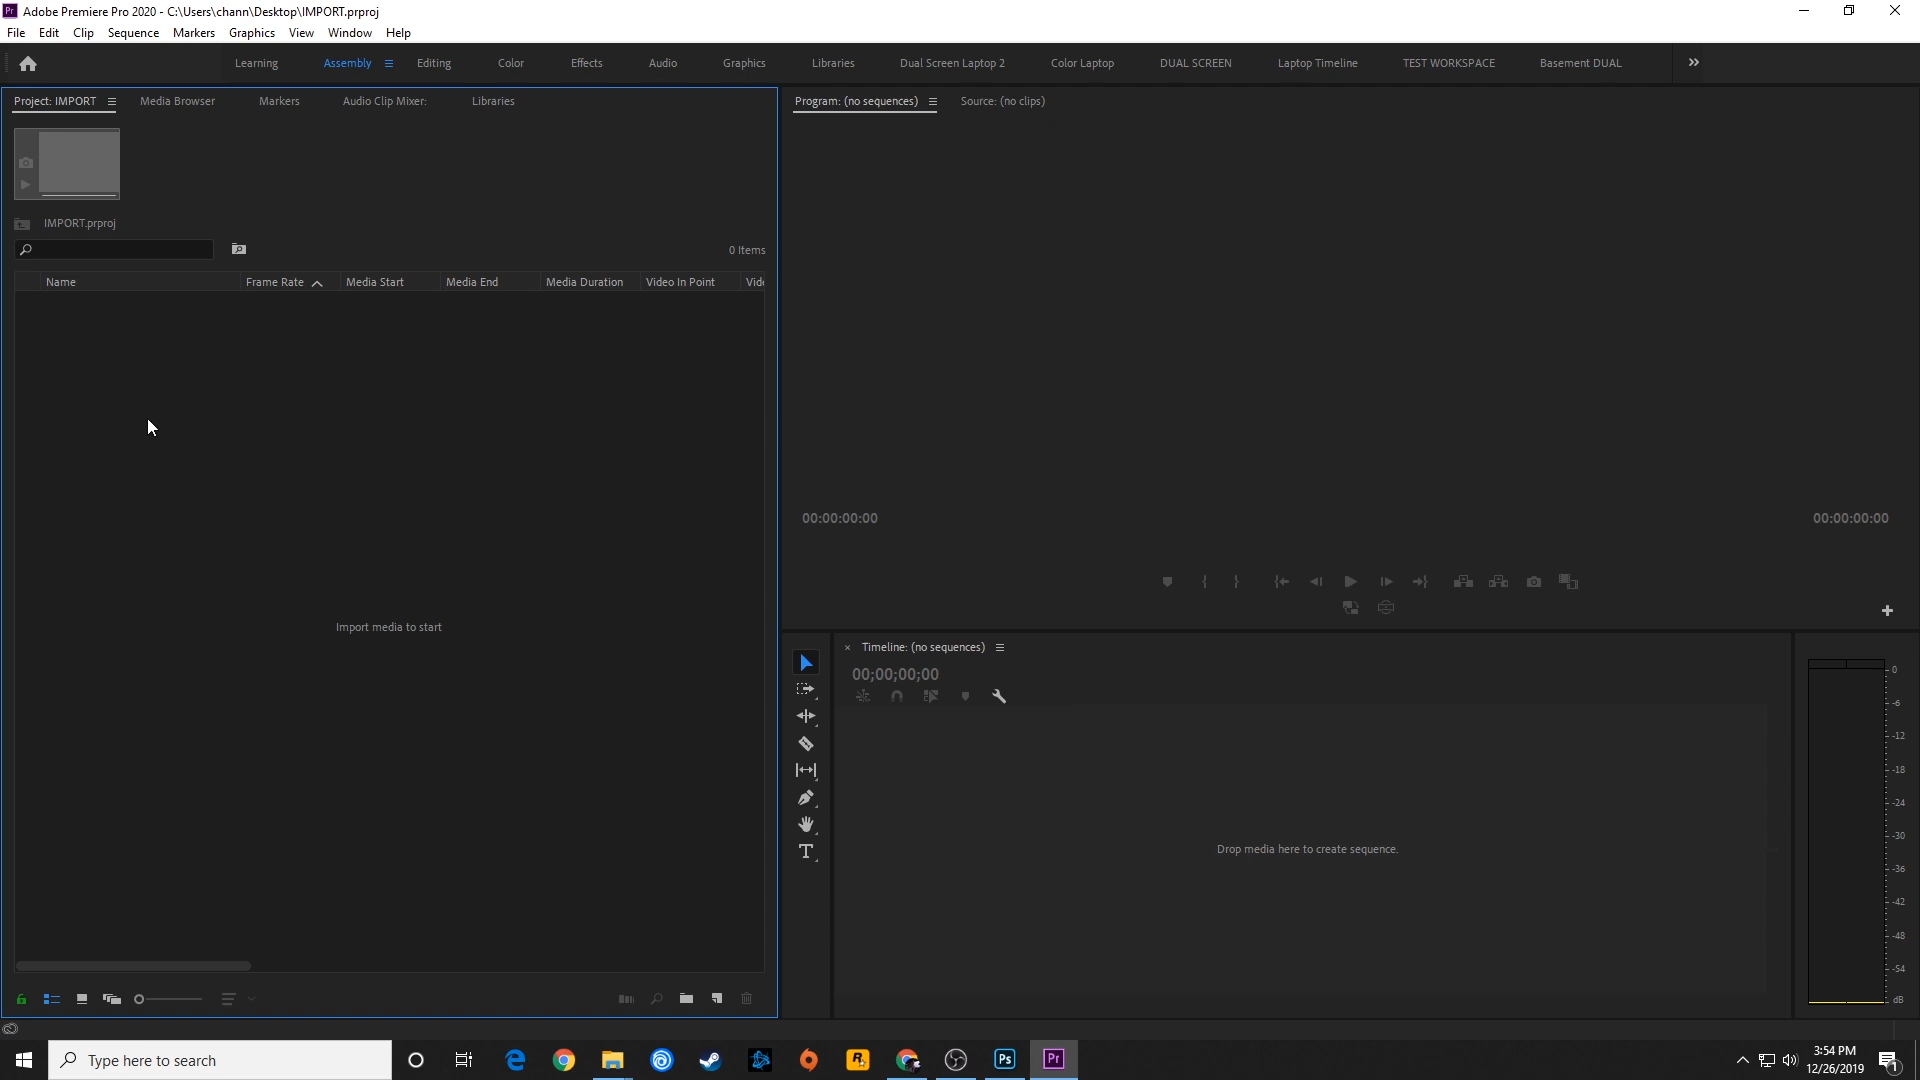 Pr Adobe Premiere Pro 2020 - C:\Users\chann\Desktop\IMPORT.prproj
File Edit Clip Sequence Markers Graphics View Window Help
Learning Assembly Editing Color Effects Audio Graphics Libraries Dual Screen Laptop 2 Color Laptop DUAL SCREEN Laptop Timeline TEST WORKSPACE Basement DUAL
Project: IMPORT Media Browser Markers Audio Clip Mixer: Libraries
Program: (no sequences) Source: (no clips)
IMPORT.prproj
0 Items
Name Frame Rate Media Start Media End Media Duration Video In Point Vide
Import media to start
00:00:00:00 00:00:00:00
Timeline: (no sequences)
00;00;00;00
Drop media here to create sequence.
0
-6
-12
-18
-24
-30
-36
-42
-48
-54
dB
Type here to search
R
Ps
Pr
3:54 PM
12/26/2019
1